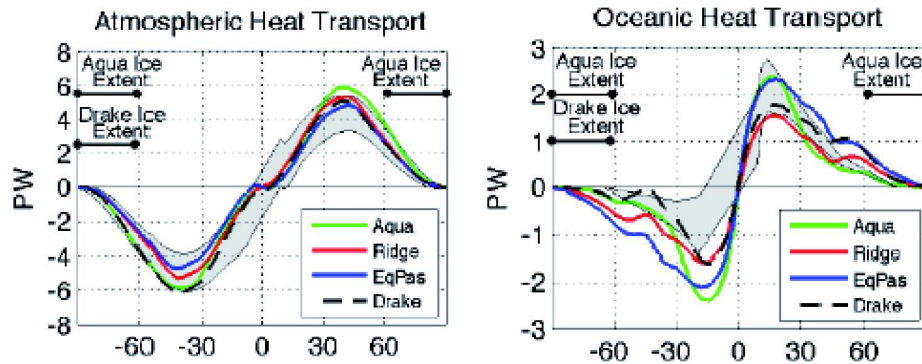 Atmospheric Heat Transport
8
6
4
2
0
-2
-4
-6
-8
PW
Aqua Ice
Extent
Drake Ice
Extent
Aqua Ice
Extent
Aqua
Ridge
EqPas
Drake
-60
-30
0
30
60
Oceanic Heat Transport
3
2
1
0
-1
-2
-3
PW
Aqua Ice
Extent
Drake Ice
Extent
Aqua Ice
Extent
Aqua
Ridge
EqPas
Drake
-60
-30
0
30
60